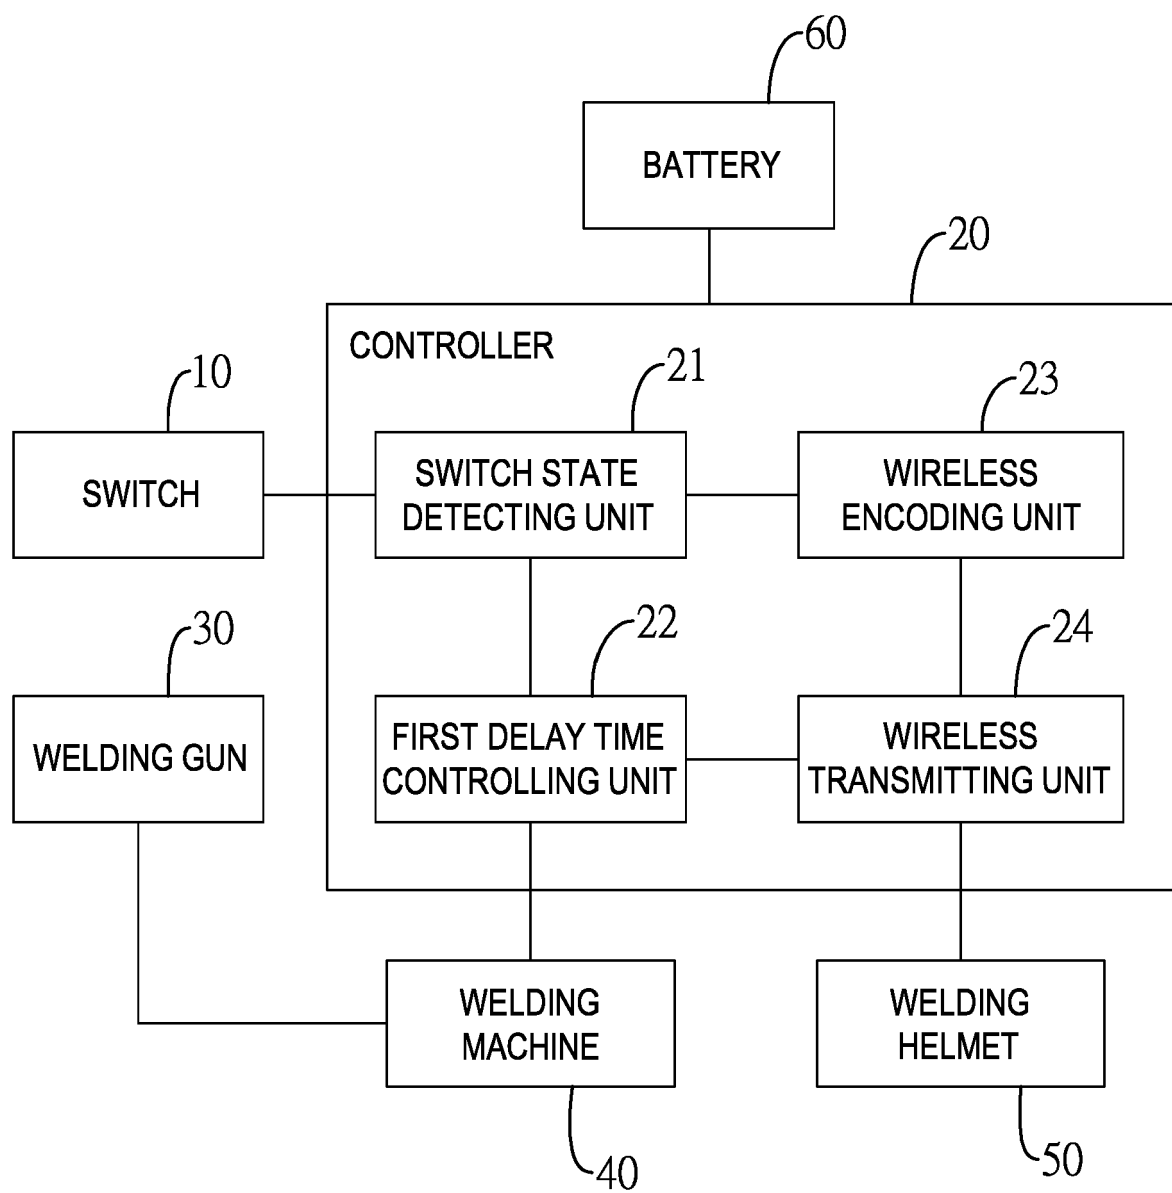 60
BATTERY
20
CONTROLLER
10
21
23
SWITCH
SWITCH STATE
DETECTING UNIT
WIRELESS
ENCODING UNIT
30
22
24
WELDING GUN
FIRST DELAY TIME
CONTROLLING UNIT
WIRELESS
TRANSMITTING UNIT
WELDING
MACHINE
WELDING
HELMET
40
50